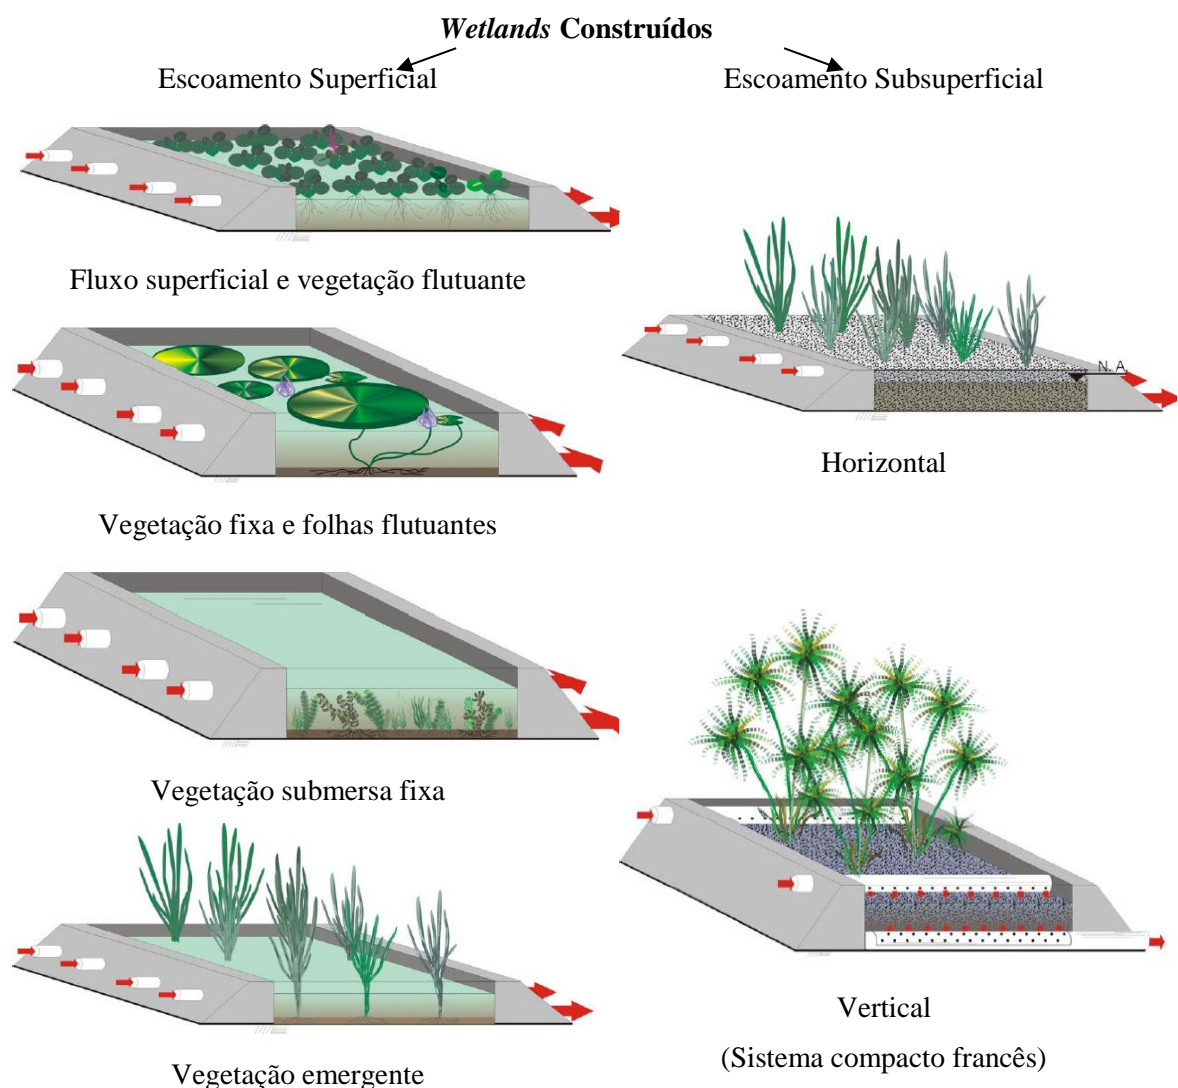 Wetlands Construídos
Escoamento Superficial
Escoamento Subsuperficial
Fluxo superficial e vegetação flutuante
N. A.
Horizontal
Vegetação fixa e folhas flutuantes
Vegetação submersa fixa
Vertical
(Sistema compacto francês)
Vegetação emergente